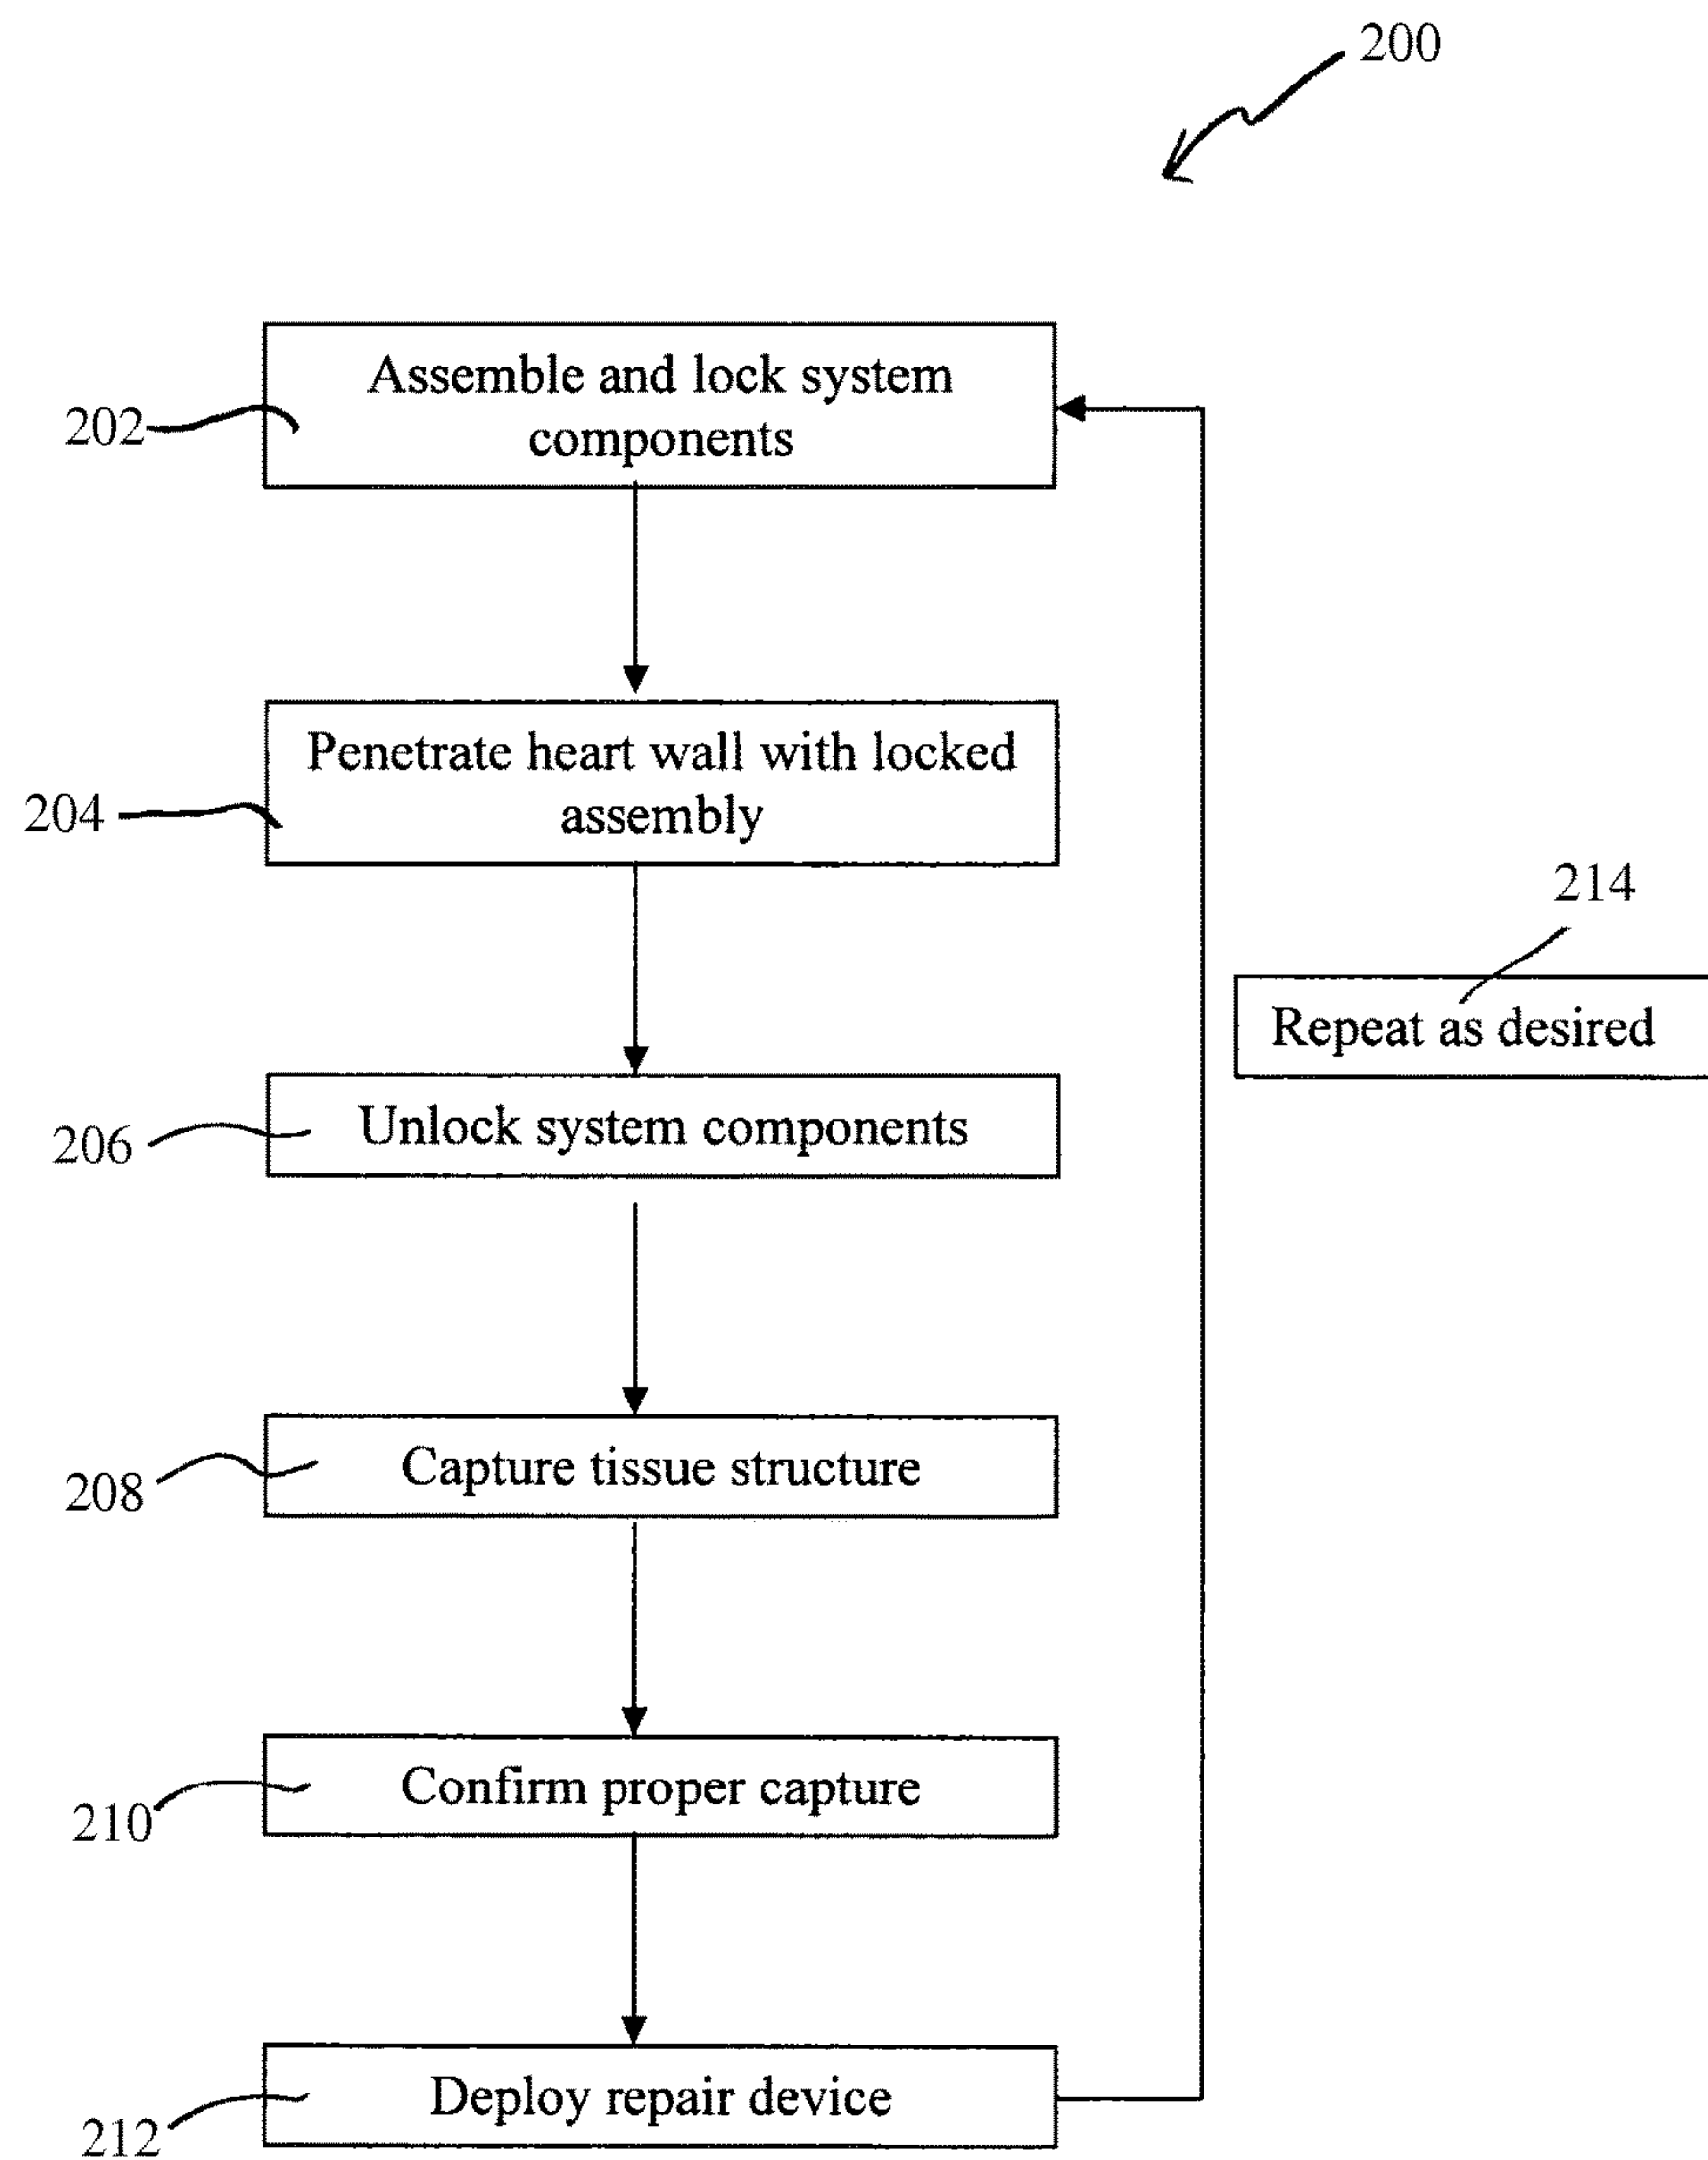 200
Assemble and lock system
components
202
Penetrate heart wall with locked
assembly
204
214
Repeat as desired
Unlock system components
206
Capture tissue structure
208
Confirm proper capture
210
Deploy repair device
212